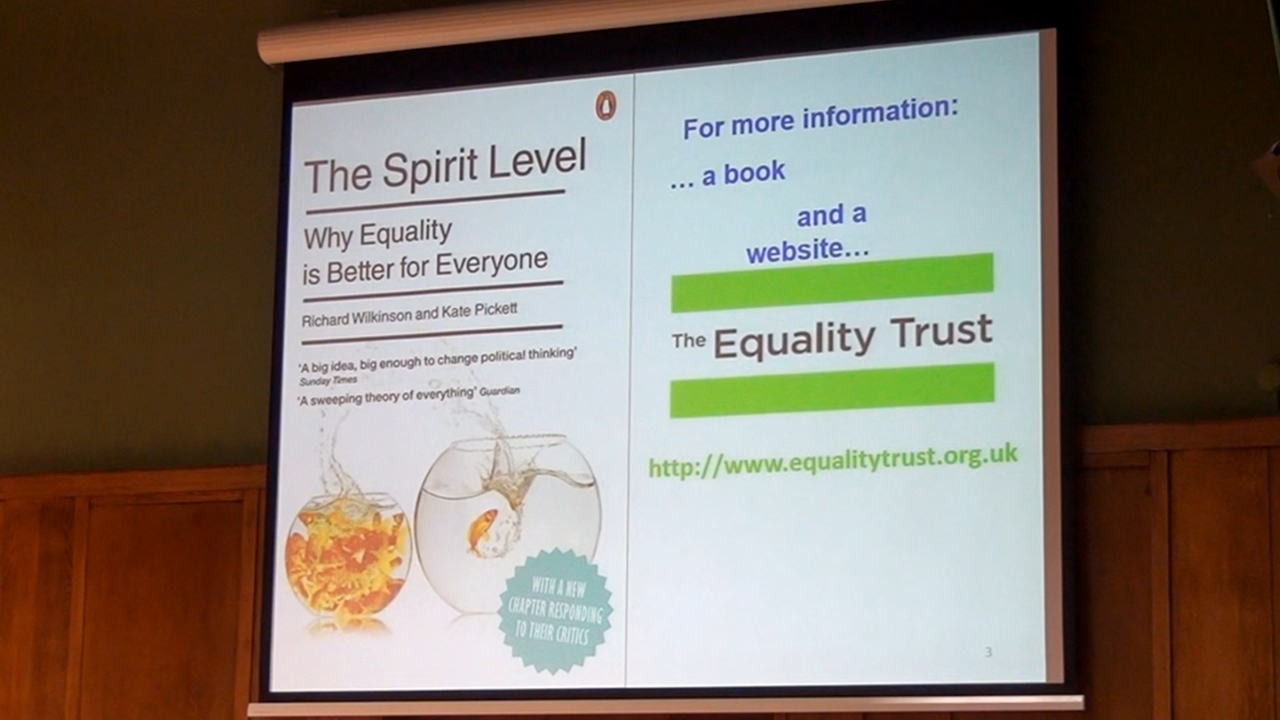 The Spirit Level
Why Equality
is Better for Everyone
Richard Wilkinson and Kate Pickett
'A big idea, big enough to change political thinking'
Sunday Times
'A sweeping theory of everything' Guardian
WITH A NEW
CHAPTER RESPONDING
TO THEIR CRITICS
For more information:
... a book
and a
website...
The Equality Trust
http://www.equalitytrust.org.uk
3